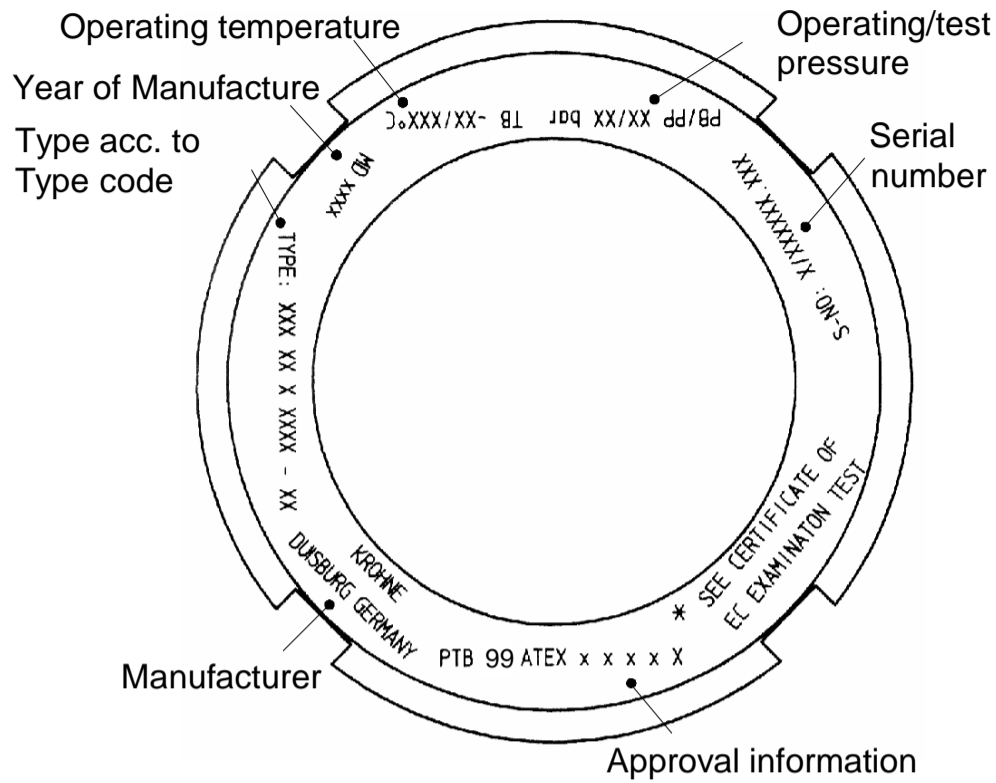 Operating temperature
Operating/test
pressure
Year of Manufacture
Type acc. to
Type code
Serial
number
PB/PP XX/XX bar TB -XX/XXX°C
MD XXXX
XXX.XXXXXX/X :ON-S
TYPE: XXX XX X XXXX - XX
KROHNE
DUISBURG GERMANY
* SEE CERTIFICATE OF
EC EXAMINATON TEST
PTB 99 ATEX x x x x X
Manufacturer
Approval information